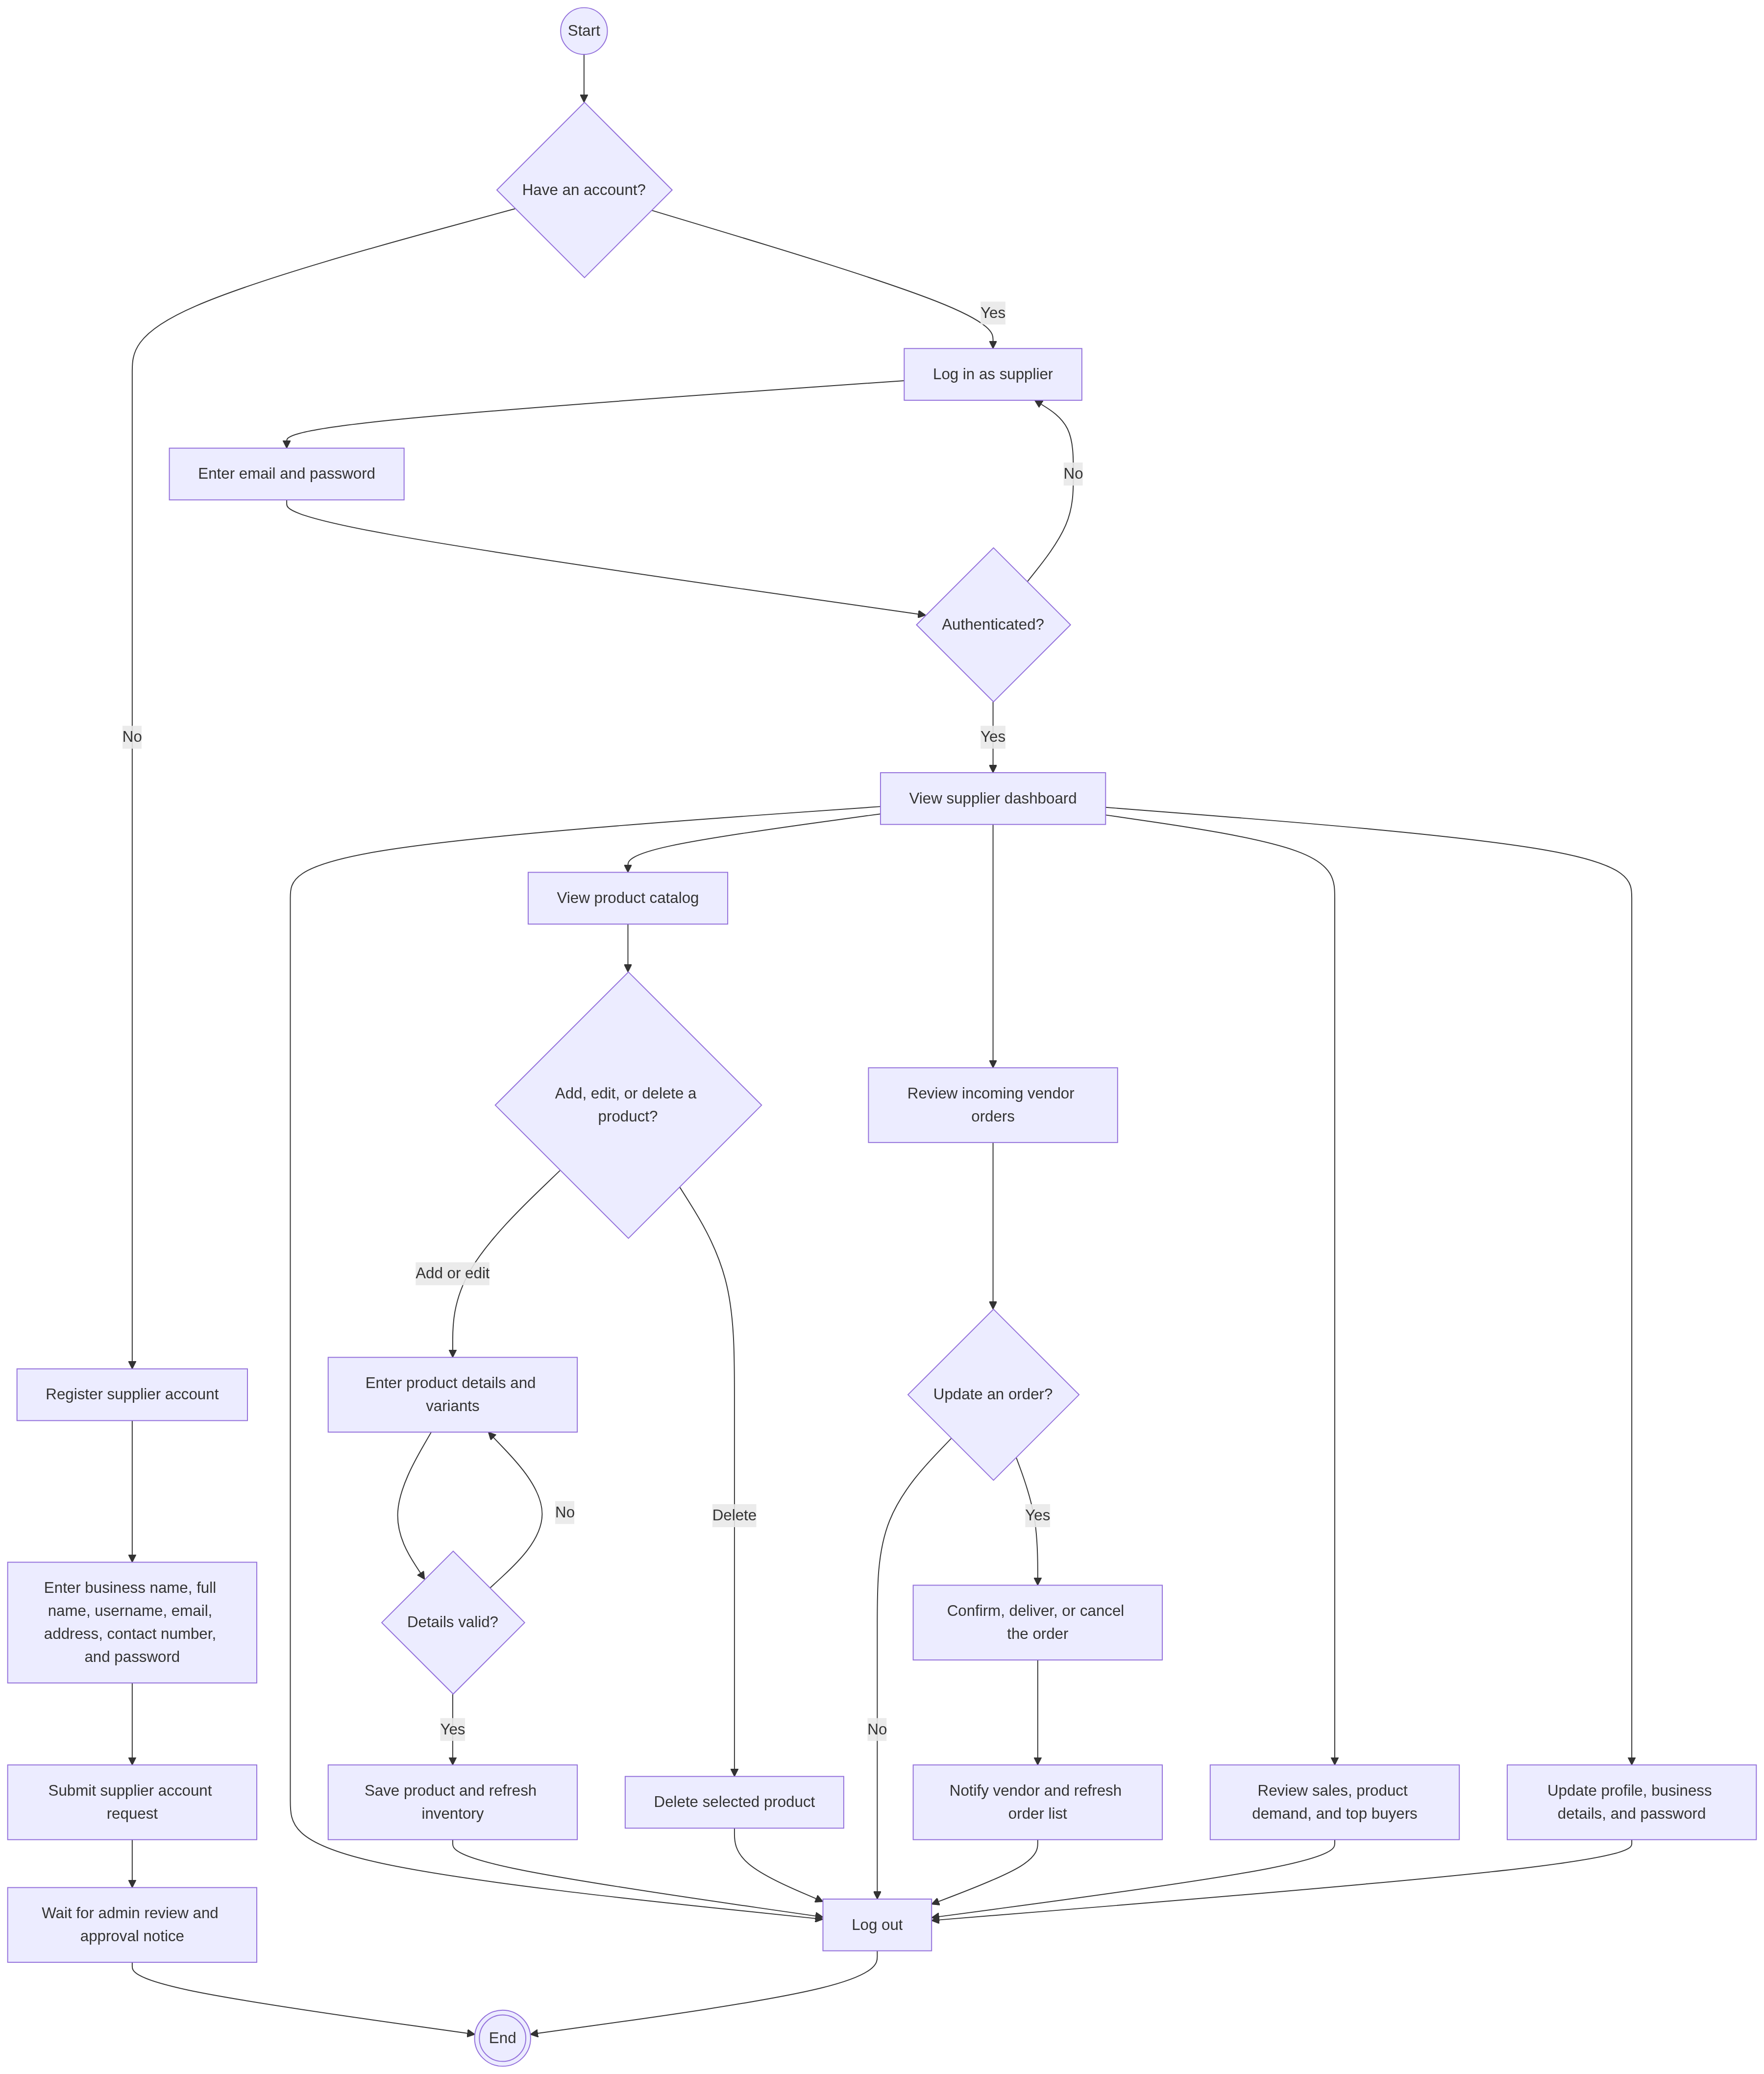 Start
Have an account?
Yes
Log in as supplier
Enter email and password
No
Authenticated?
No
Yes
View supplier dashboard
View product catalog
Add, edit, or delete a
product?
Review incoming vendor
orders
Add or edit
Delete
Register supplier account
Enter product details and
variants
Update an order?
No
Yes
Enter business name, full
name, username, email,
address, contact number,
and password
Details valid?
Confirm, deliver, or cancel
the order
Yes
No
Submit supplier account
request
Save product and refresh
inventory
Delete selected product
Notify vendor and refresh
order list
Review sales, product
demand, and top buyers
Update profile, business
details, and password
Wait for admin review and
approval notice
Log out
End